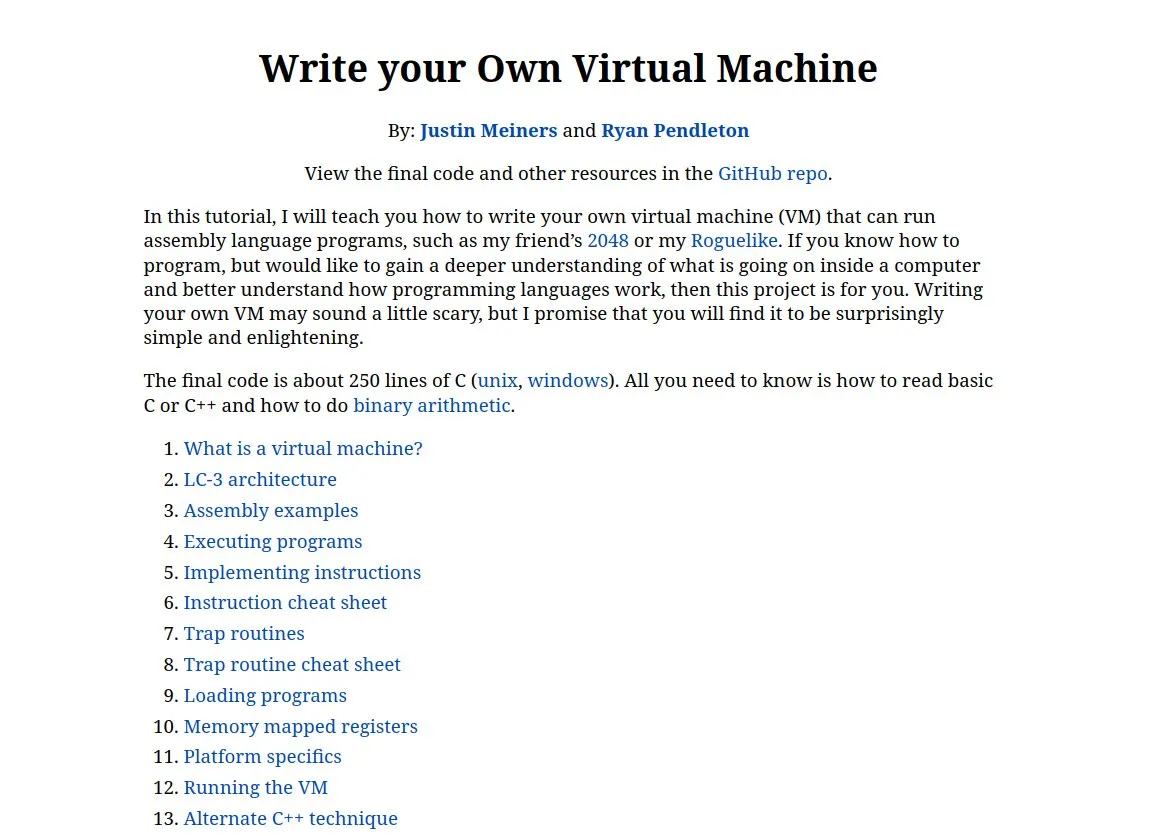 Write your Own Virtual Machine
By: Justin Meiners and Ryan Pendleton
View the final code and other resources in the GitHub repo.
In this tutorial, I will teach you how to write your own virtual machine (VM) that can run
assembly language programs, such as my friend’s 2048 or my Roguelike. If you know how to
program, but would like to gain a deeper understanding of what is going on inside a computer
and better understand how programming languages work, then this project is for you. Writing
your own VM may sound a little scary, but I promise that you will find it to be surprisingly
simple and enlightening.
The final code is about 250 lines of C (unix, windows). All you need to know is how to read basic
C or C++ and how to do binary arithmetic.
1. What is a virtual machine?
2. LC-3 architecture
3. Assembly examples
4. Executing programs
5. Implementing instructions
6. Instruction cheat sheet
7. Trap routines
8. Trap routine cheat sheet
9. Loading programs
10. Memory mapped registers
11. Platform specifics
12. Running the VM
13. Alternate C++ technique